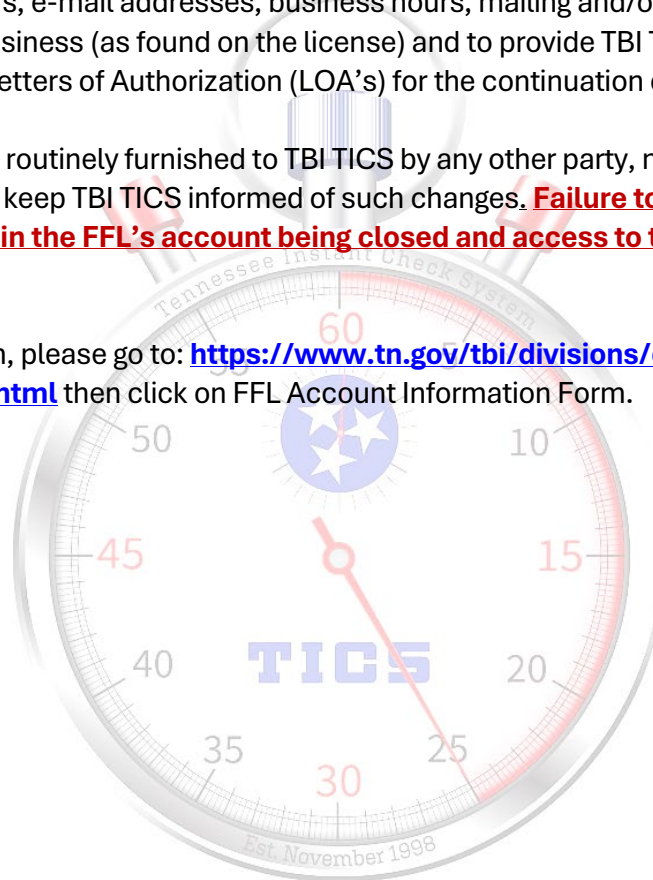 s, e-mail addresses, business hours, mailing and/o
siness (as found on the license) and to provide TBI T
etters of Authorization (LOA's) for the continuation
routinely furnished to TBI TICS by any other party, n
keep TBI TICS informed of such changes. Failure to
in the FFL's account being closed and access to t
Tennessee Instant Check System
60
55
5
, please go to: https://www.tn.gov/tbi/divisions/
html then click on FFL Account Information Form.
50
10
45
15
TICS
40
20
35
25
30
Est. November 1998